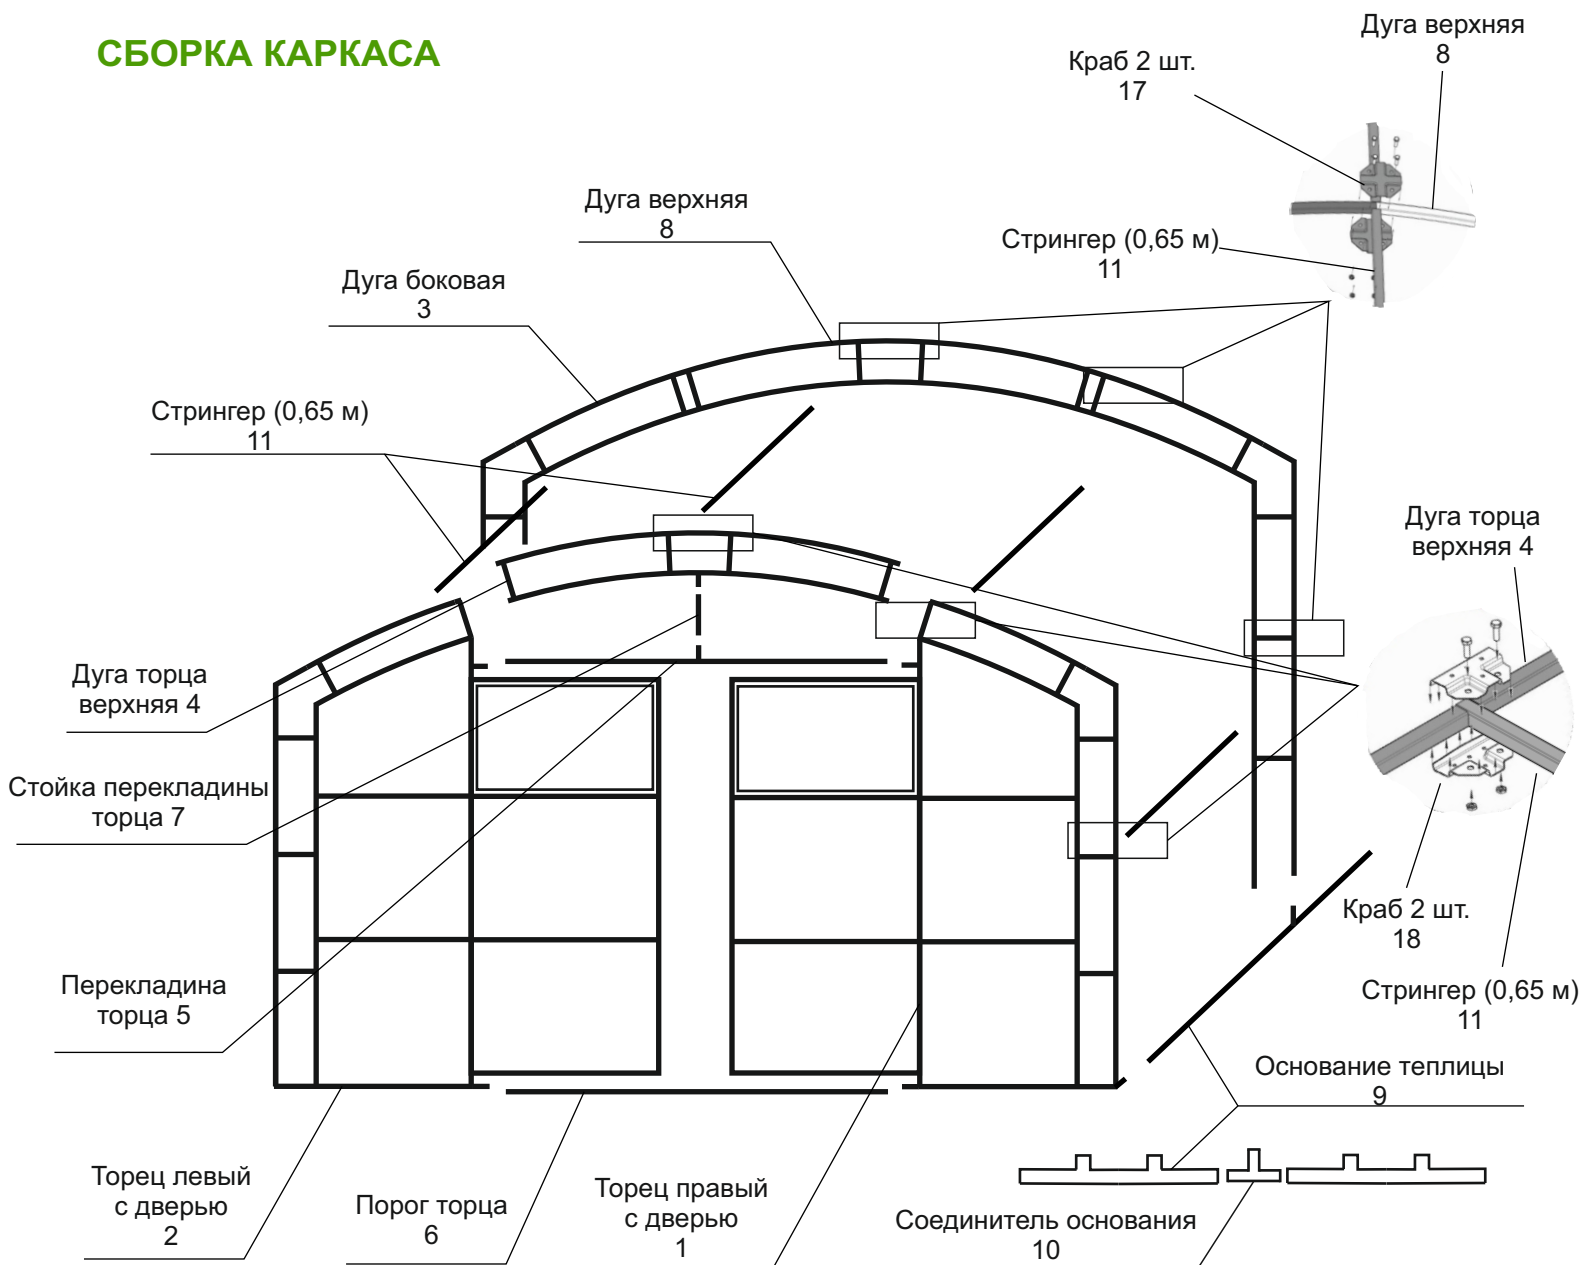 СБОРКА КАРКАСА
Дуга верхняя
8
Краб 2 шт.
17
Дуга верхняя
8
Стрингер (0,65 м)
11
Дуга боковая
3
Стрингер (0,65 м)
11
Дуга торца
верхняя 4
Дуга торца
верхняя 4
Стойка перекладины
торца 7
Краб 2 шт.
18
Перекладина
торца 5
Стрингер (0,65 м)
11
Основание теплицы
9
Торец левый
с дверью
2
Порог торца
6
Торец правый
с дверью
1
Соединитель основания
10